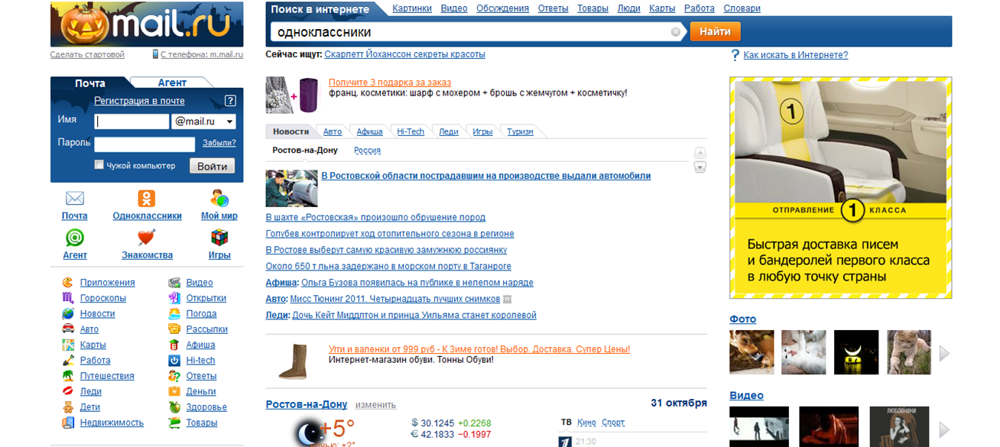 mail.ru
Сделать стартовой
С телефона: m.mail.ru
Поиск в интернете
Картинки Видео Обсуждения Ответы Товары Люди Карты Работа Словари
одноклассники
Найти
Сейчас ищут: Скарлетт Йоханссон секреты красоты
? Как искать в Интернете?
Почта Агент
Регистрация в почте ?
Имя @mail.ru
Пароль Забыли?
Чужой компьютер Войти
Почта Одноклассники Мой мир
Агент Знакомства Игры
Приложения Видео
Гороскопы Открытки
Новости Погода
Авто Рассылки
Карты Афиша
Работа Hi-tech
Путешествия Ответы
Леди Деньги
Дети Здоровье
Недвижимость Товары
Получите 3 подарка за заказ
франц. косметики: шарф с мохером + брошь с жемчугом + косметичку!
Новости Авто Афиша Hi-Tech Леди Игры Туризм
Ростов-на-Дону Россия
В Ростовской области пострадавшим на производстве выдали автомобили
В шахте «Ростовская» произошло обрушение пород
Голубев контролирует ход отопительного сезона в регионе
В Ростове выберут самую красивую замужнюю россиянку
Около 650 т льна задержано в морском порту в Таганроге
Афиша: Ольга Бузова появилась на публике в нелепом наряде
Авто: Мисс Тюнинг 2011. Четырнадцать лучших снимков
Леди: Дочь Кейт Миддлтон и принца Уильяма станет королевой
Угги и валенки от 999 руб - К Зиме готов! Выбор. Доставка. Супер Цены!
Интернет-магазин обуви. Тонны Обуви!
Ростов-на-Дону изменить
31 октября
+5°
ночью: +2°
$ 30.1245 +0.2268
€ 42.1833 −0.1997
ТВ Кино Спорт
1 21:30
1
ОТПРАВЛЕНИЕ 1 КЛАССА
Быстрая доставка писем
и бандеролей первого класса
в любую точку страны
Фото
Видео
ЛЮБОВНИКИ